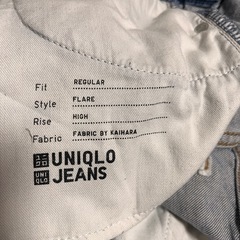 Fit REGULAR
Style FLARE
Rise HIGH
Fabric FABRIC BY KAIHARA
ユニクロ UNIQLO
UNIQLO JEANS